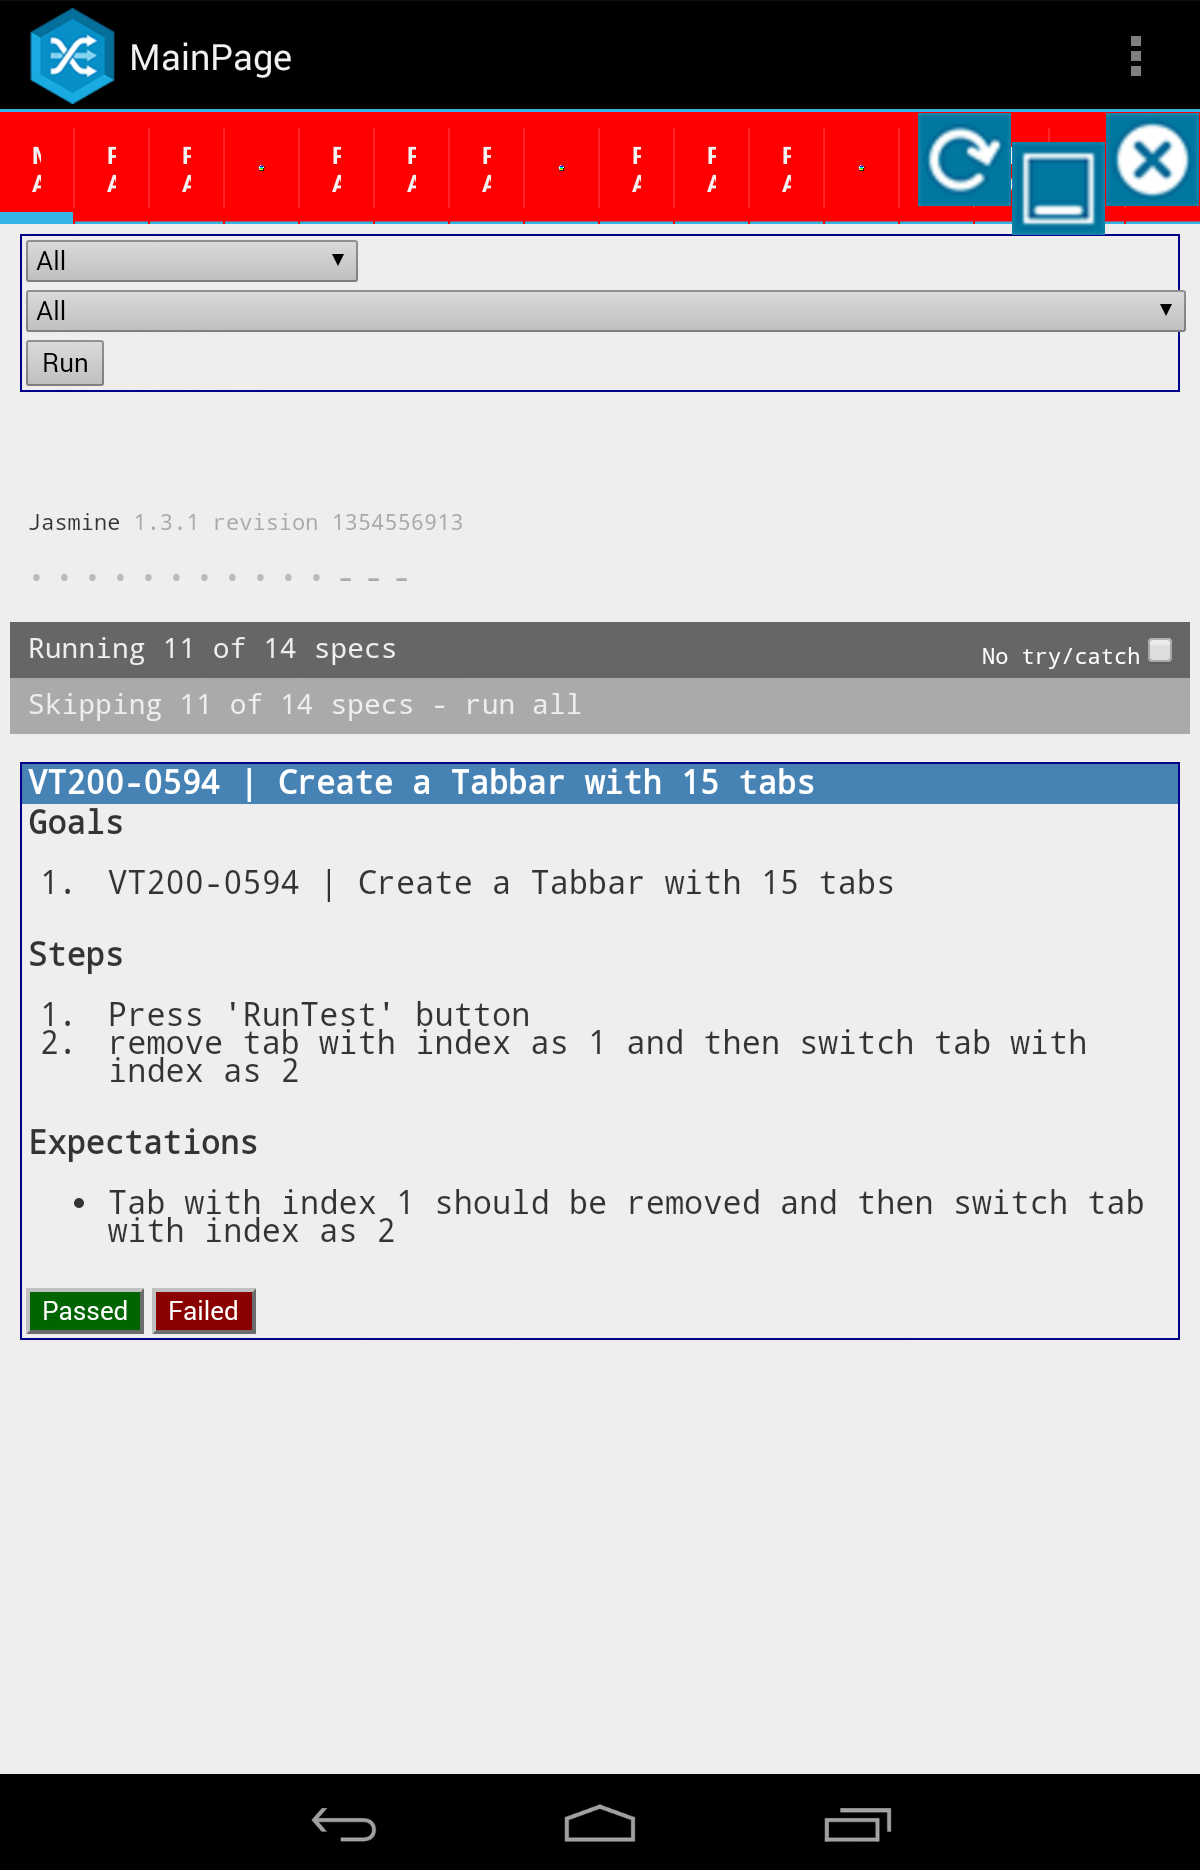 MainPage
All
All
Run
Jasmine 1.3.1 revision 1354556913
Running 11 of 14 specs
No try/catch
Skipping 11 of 14 specs - run all
VT200-0594 | Create a Tabbar with 15 tabs
Goals
1. VT200-0594 | Create a Tabbar with 15 tabs
Steps
1. Press 'RunTest' button
2. remove tab with index as 1 and then switch tab with
index as 2
Expectations
• Tab with index 1 should be removed and then switch tab
with index as 2
Passed Failed